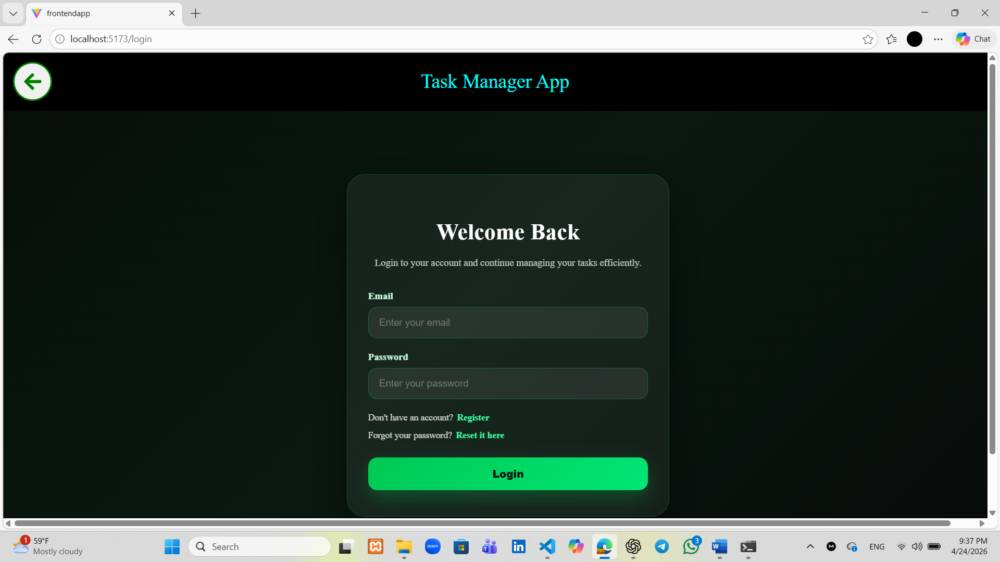 frontendapp
localhost:5173/login
Chat
Task Manager App
Welcome Back
Login to your account and continue managing your tasks efficiently.
Email
Enter your email
Password
Enter your password
Don't have an account? Register
Forgot your password? Reset it here
Login
1
59°F
Mostly cloudy
Search
zoom
3
ENG
9:37 PM
4/24/2026